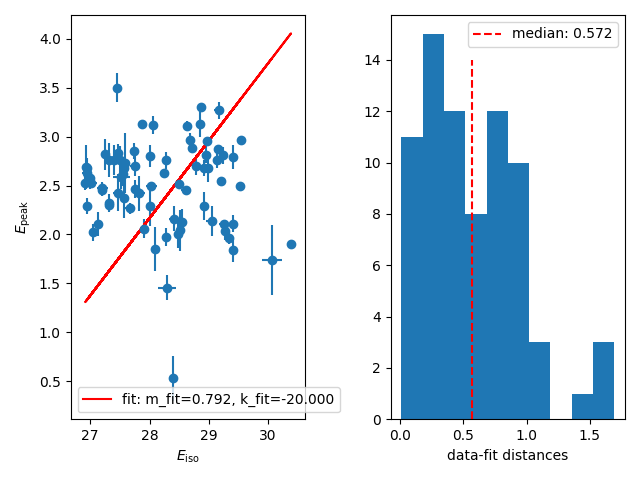 4.0
3.5
3.0
2.5
2.0
1.5
1.0
0.5
E_peak
fit: m_fit=0.792, k_fit=-20.000
27 28 29 30
E_iso
median: 0.572
14
12
10
8
6
4
2
0
0.0 0.5 1.0 1.5
data-fit distances